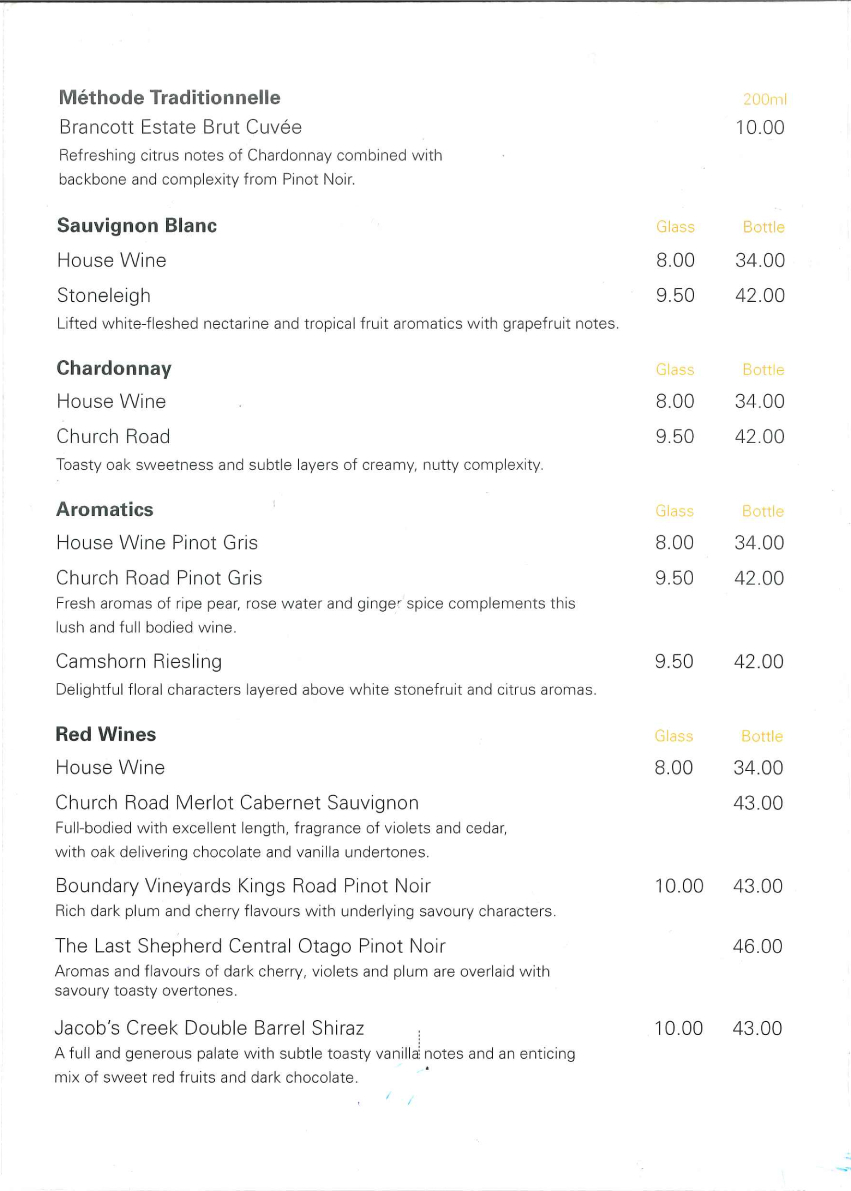 Méthode Traditionnelle 200ml
Brancott Estate Brut Cuvée 10.00
Refreshing citrus notes of Chardonnay combined with
backbone and complexity from Pinot Noir.
Sauvignon Blanc Glass Bottle
House Wine 8.00 34.00
Stoneleigh 9.50 42.00
Lifted white-fleshed nectarine and tropical fruit aromatics with grapefruit notes.
Chardonnay Glass Bottle
House Wine 8.00 34.00
Church Road 9.50 42.00
Toasty oak sweetness and subtle layers of creamy, nutty complexity.
Aromatics Glass Bottle
House Wine Pinot Gris 8.00 34.00
Church Road Pinot Gris 9.50 42.00
Fresh aromas of ripe pear, rose water and ginger spice complements this
lush and full bodied wine.
Camshorn Riesling 9.50 42.00
Delightful floral characters layered above white stonefruit and citrus aromas.
Red Wines Glass Bottle
House Wine 8.00 34.00
Church Road Merlot Cabernet Sauvignon 43.00
Full-bodied with excellent length, fragrance of violets and cedar,
with oak delivering chocolate and vanilla undertones.
Boundary Vineyards Kings Road Pinot Noir 10.00 43.00
Rich dark plum and cherry flavours with underlying savoury characters.
The Last Shepherd Central Otago Pinot Noir 46.00
Aromas and flavours of dark cherry, violets and plum are overlaid with
savoury toasty overtones.
Jacob's Creek Double Barrel Shiraz 10.00 43.00
A full and generous palate with subtle toasty vanilla notes and an enticing
mix of sweet red fruits and dark chocolate.